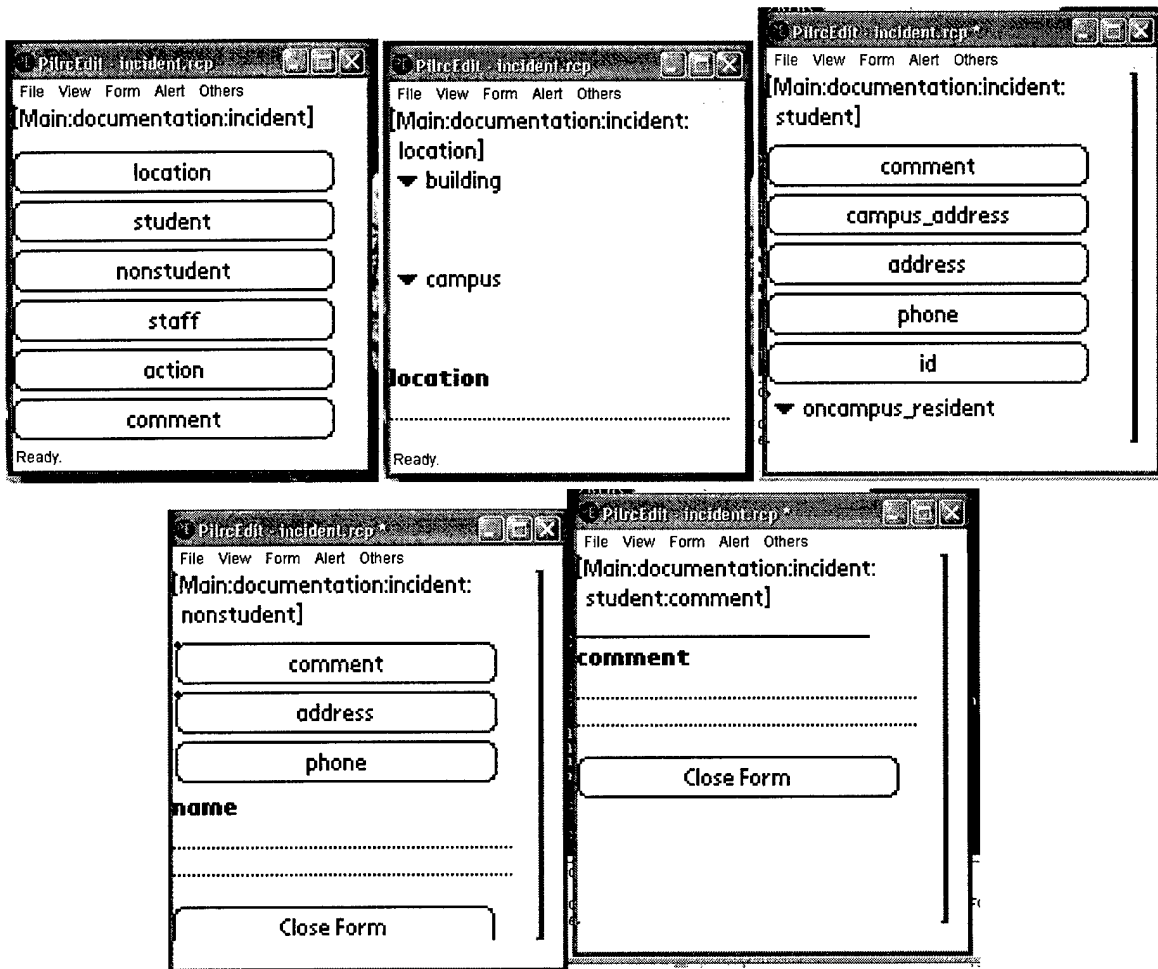 PilrcEdit - incident.rcp
File View Form Alert Others
[Main:documentation:incident]
location
student
nonstudent
staff
action
comment
Ready.
PilrcEdit - incident.rcp
File View Form Alert Others
[Main:documentation:incident:
location]
building
campus
location
Ready.
PilrcEdit - incident.rcp *
File View Form Alert Others
[Main:documentation:incident:
student]
comment
campus_address
address
phone
id
oncampus_resident
PilrcEdit - incident.rcp *
File View Form Alert Others
[Main:documentation:incident:
nonstudent]
comment
address
phone
name
Close Form
PilrcEdit - incident.rcp *
File View Form Alert Others
[Main:documentation:incident:
student:comment]
comment
Close Form